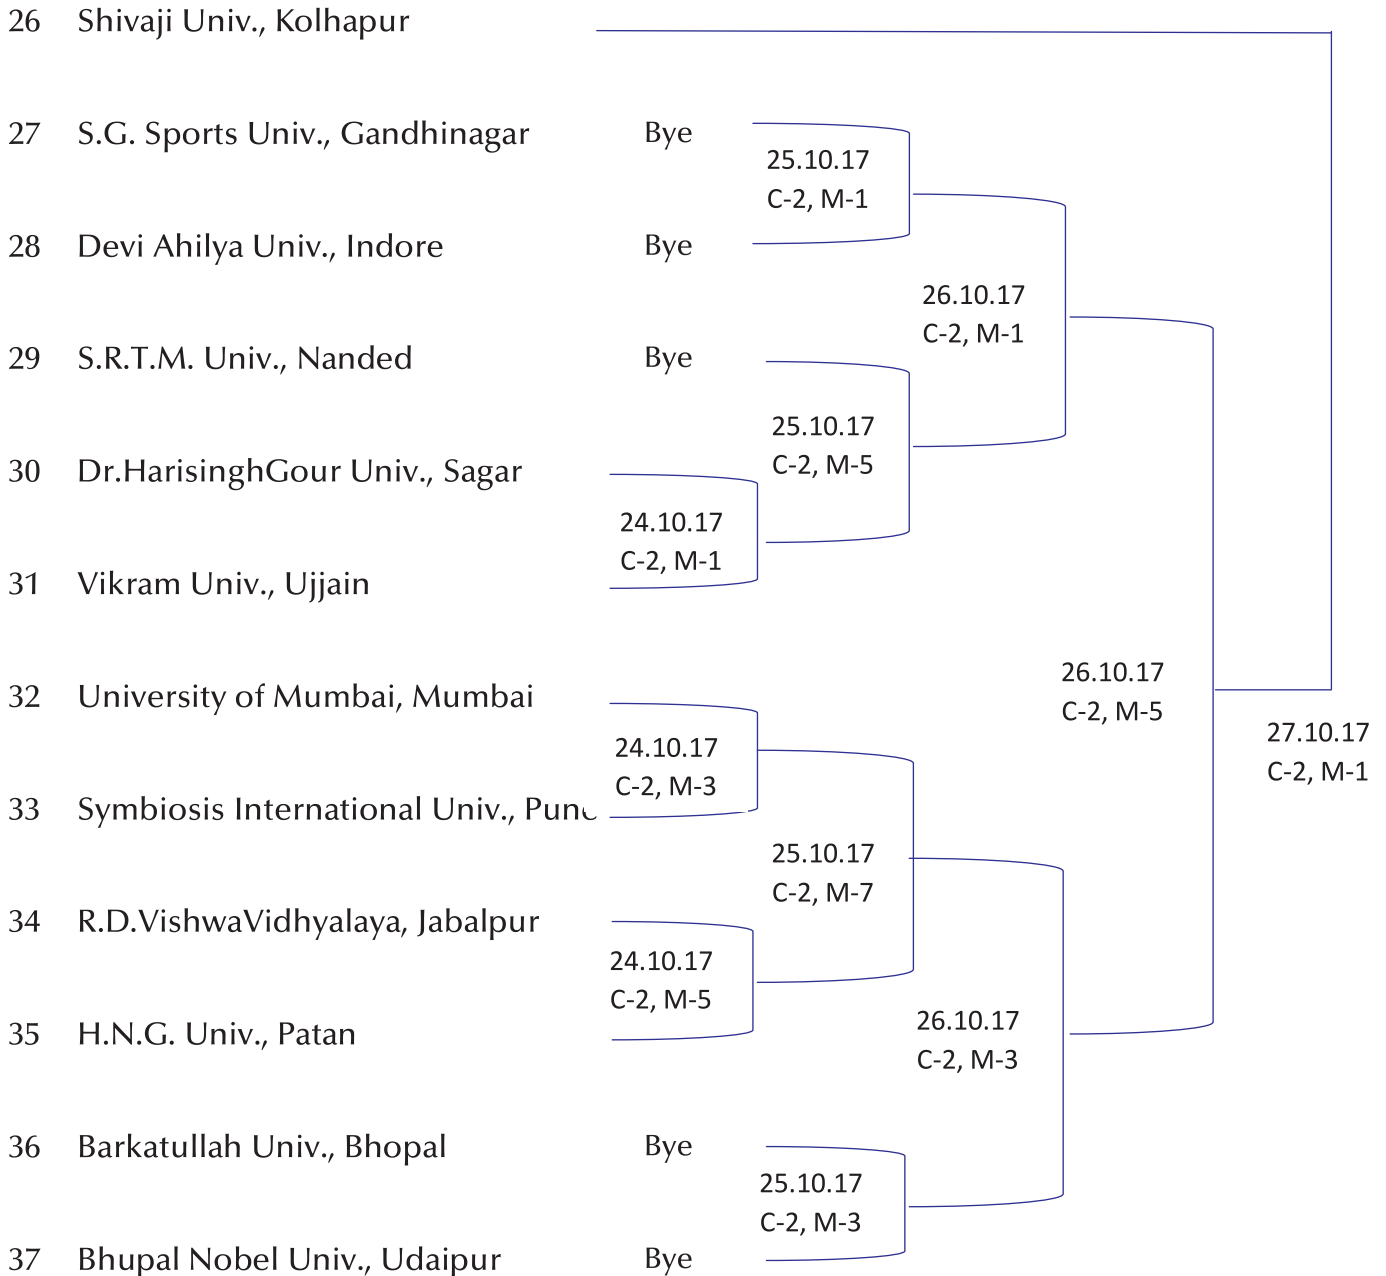 26 Shivaji Univ., Kolhapur
27 S.G. Sports Univ., Gandhinagar Bye
25.10.17
C-2, M-1
28 Devi Ahilya Univ., Indore Bye
26.10.17
C-2, M-1
29 S.R.T.M. Univ., Nanded Bye
25.10.17
C-2, M-5
30 Dr.HarisinghGour Univ., Sagar
24.10.17
C-2, M-1
31 Vikram Univ., Ujjain
26.10.17
C-2, M-5
32 University of Mumbai, Mumbai
27.10.17
C-2, M-1
24.10.17
C-2, M-3
33 Symbiosis International Univ.,
25.10.17
C-2, M-7
34 R.D.VishwaVidhyalaya, Jabalpur
24.10.17
C-2, M-5
35 H.N.G. Univ., Patan
26.10.17
C-2, M-3
36 Barkatullah Univ., Bhopal Bye
25.10.17
C-2, M-3
37 Bhupal Nobel Univ., Udaipur Bye